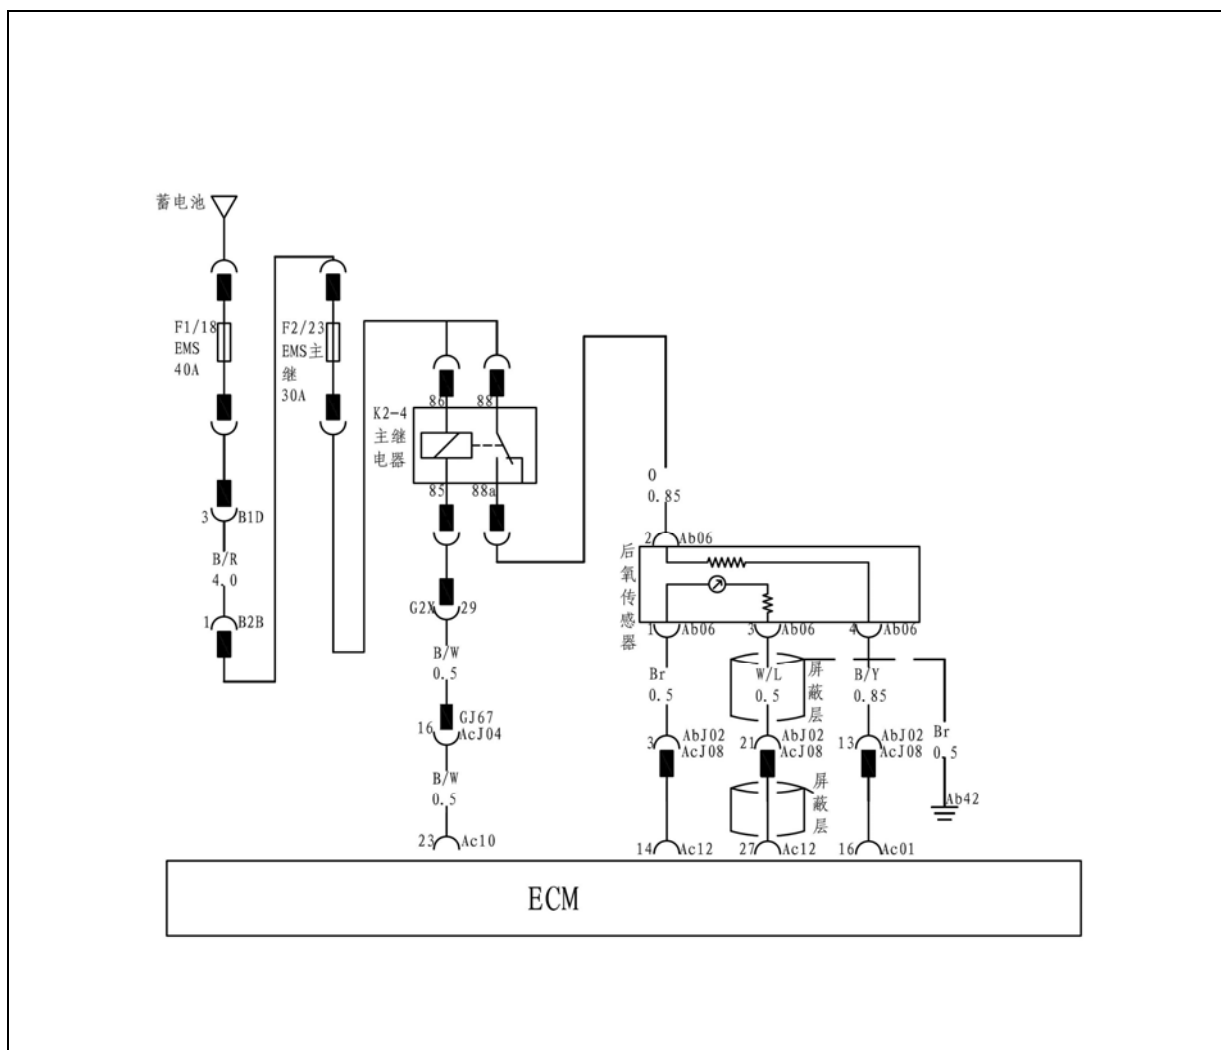 蓄电池
F1/18
EMS
40A
F2/23
EMS主
继
30A
K2-4
主继
电器
86
88
85
88a
3
B1D
B/R
4.0
1
B2B
G2X
29
B/W
0.5
16
GJ67
AcJ04
B/W
0.5
23
Ac10
O
0.85
2
Ab06
后氧传感器
1
Ab06
3
Ab06
4
Ab06
Br
0.5
W/L
0.5
屏蔽层
B/Y
0.85
Br
0.5
3
AbJ02
AcJ08
21
AbJ02
AcJ08
13
AbJ02
AcJ08
屏蔽层
Ab42
14
Ac12
27
Ac12
16
Ac01
ECM